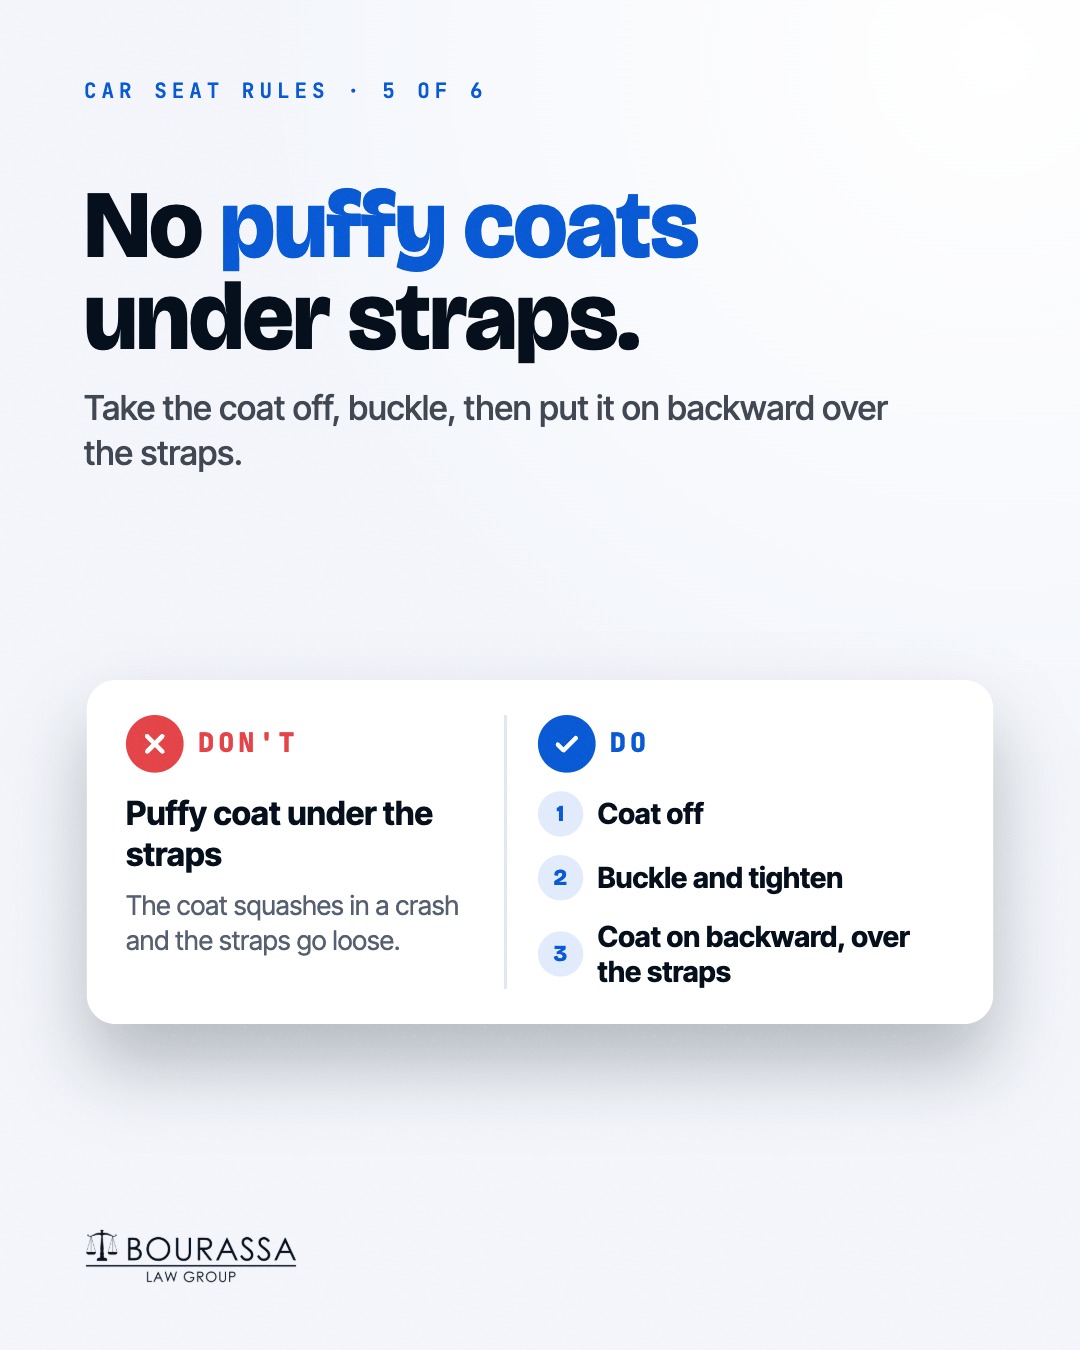 CAR SEAT RULES · 5 OF 6
No puffy coats
under straps.
Take the coat off, buckle, then put it on backward over
the straps.
DON'T
Puffy coat under the
straps
The coat squashes in a crash
and the straps go loose.
DO
1 Coat off
2 Buckle and tighten
3 Coat on backward, over
the straps
BOURASSA
LAW GROUP